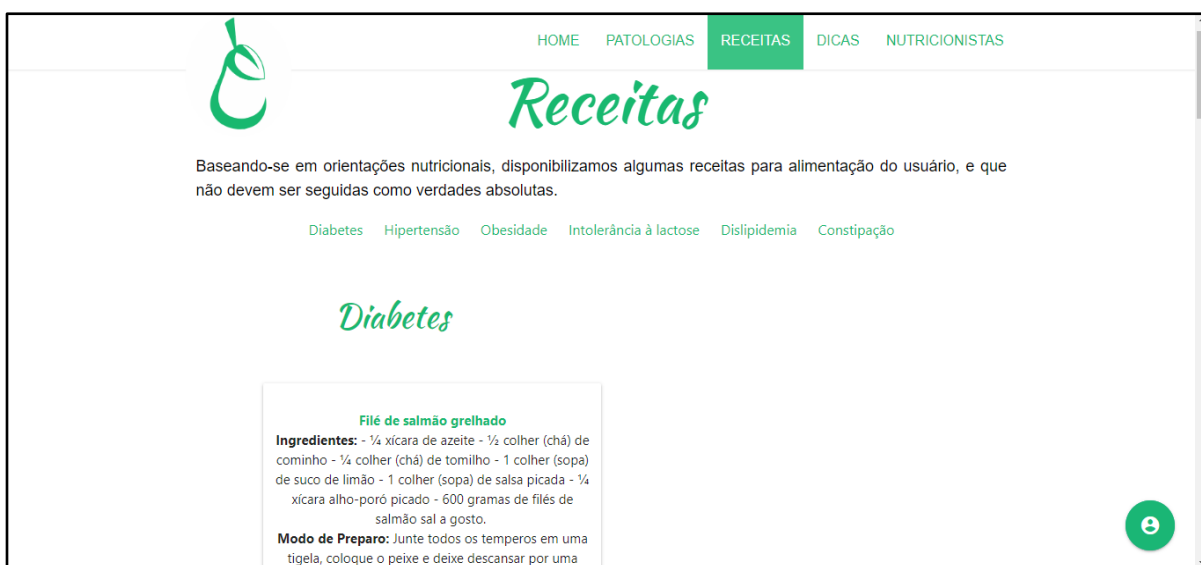 HOME PATOLOGIAS RECEITAS DICAS NUTRICIONISTAS
Receitas
Baseando-se em orientações nutricionais, disponibilizamos algumas receitas para alimentação do usuário, e que
não devem ser seguidas como verdades absolutas.
Diabetes Hipertensão Obesidade Intolerância à lactose Dislipidemia Constipação
Diabetes
Filé de salmão grelhado
Ingredientes: - ¼ xícara de azeite - ½ colher (chá) de
cominho - ¼ colher (chá) de tomilho - 1 colher (sopa)
de suco de limão - 1 colher (sopa) de salsa picada - ¼
xícara alho-poró picado - 600 gramas de filés de
salmão sal a gosto.
Modo de Preparo: Junte todos os temperos em uma
tigela, coloque o peixe e deixe descansar por uma